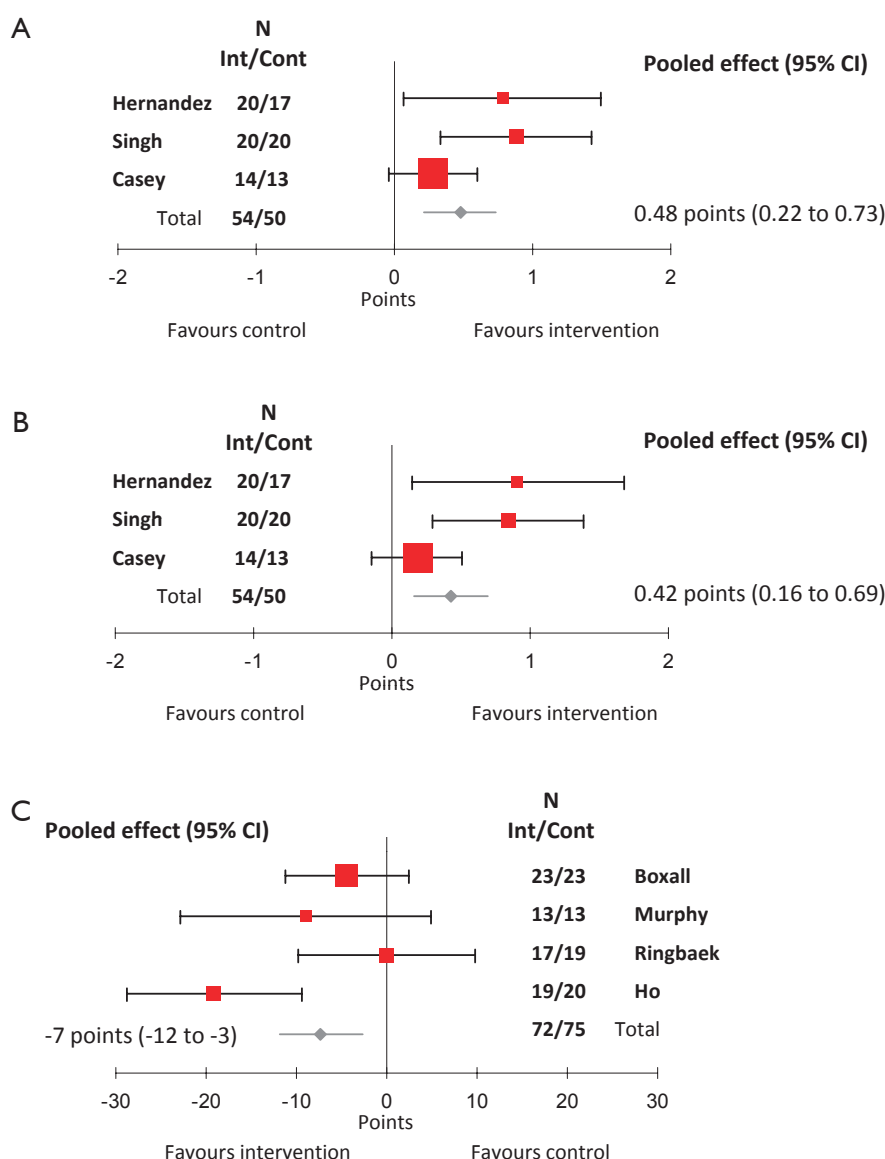 A
N
Int/Cont
Pooled effect (95% CI)
Hernandez 20/17
Singh 20/20
Casey 14/13
Total 54/50
0.48 points (0.22 to 0.73)
-2 -1 0 1 2
Points
Favours control Favours intervention
B
N
Int/Cont
Pooled effect (95% CI)
Hernandez 20/17
Singh 20/20
Casey 14/13
Total 54/50
0.42 points (0.16 to 0.69)
-2 -1 0 1 2
Points
Favours control Favours intervention
C
N
Pooled effect (95% CI) Int/Cont
23/23 Boxall
13/13 Murphy
17/19 Ringbaek
19/20 Ho
-7 points (-12 to -3) 72/75 Total
-30 -20 -10 0 10 20 30
Points
Favours intervention Favours control